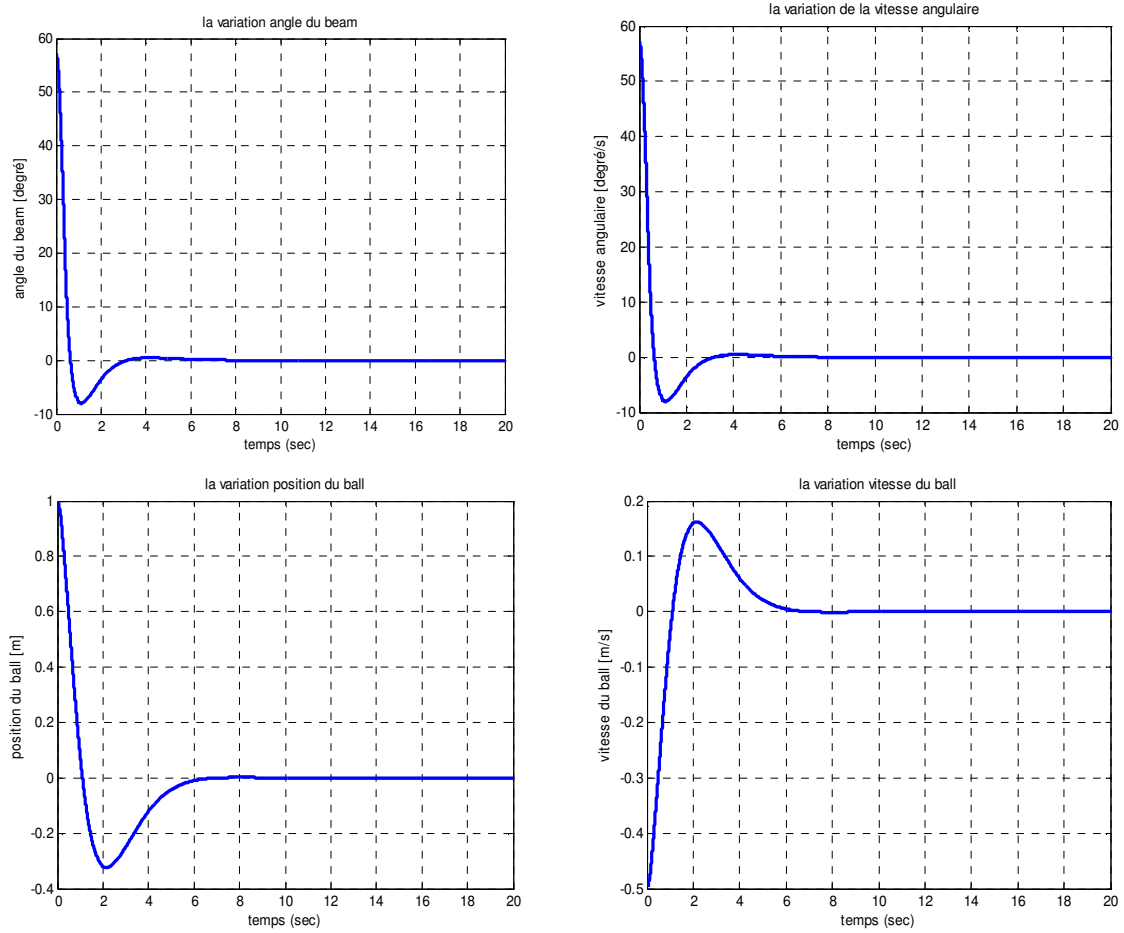 la variation angle du beam
60
50
40
30
20
10
0
-10
angle du beam [degré]
0 2 4 6 8 10 12 14 16 18 20
temps (sec)
la variation de la vitesse angulaire
60
50
40
30
20
10
0
-10
vitesse angulaire [degré/s]
0 2 4 6 8 10 12 14 16 18 20
temps (sec)
la variation position du ball
1
0.8
0.6
0.4
0.2
0
-0.2
-0.4
position du ball [m]
0 2 4 6 8 10 12 14 16 18 20
temps (sec)
la variation vitesse du ball
0.2
0.1
0
-0.1
-0.2
-0.3
-0.4
-0.5
vitesse du ball [m/s]
0 2 4 6 8 10 12 14 16 18 20
temps (sec)